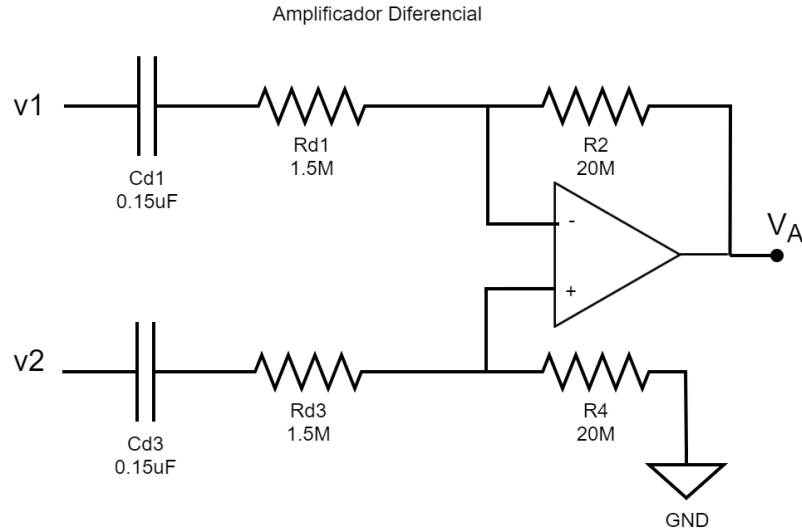 Amplificador Diferencial
v1
Cd1
0.15uF
Rd1
1.5M
R2
20M
-
+
VA
v2
Cd3
0.15uF
Rd3
1.5M
R4
20M
GND